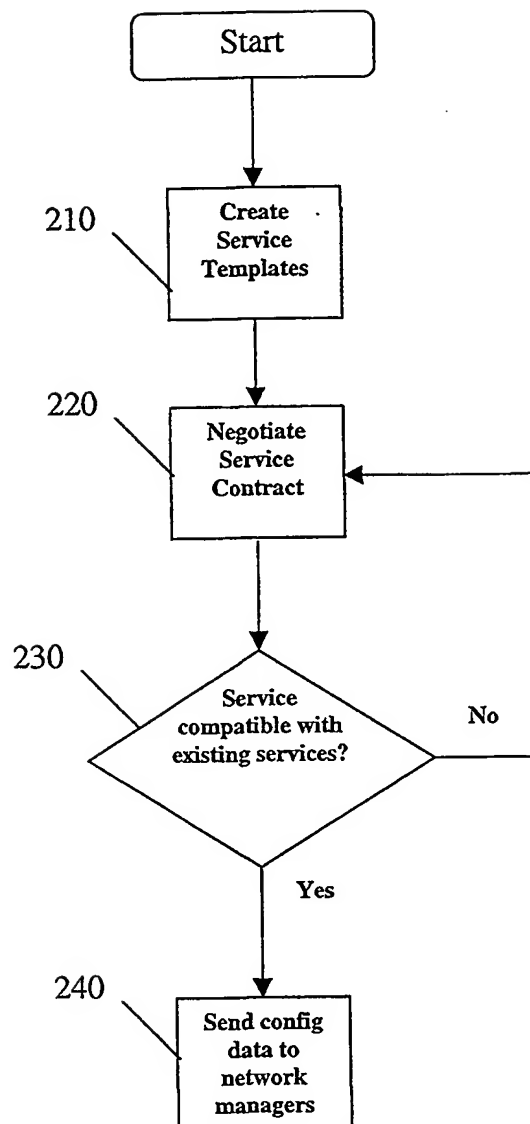 Start
210
Create
Service
Templates
220
Negotiate
Service
Contract
230
Service
compatible with
existing services?
No
Yes
240
Send config
data to
network
managers